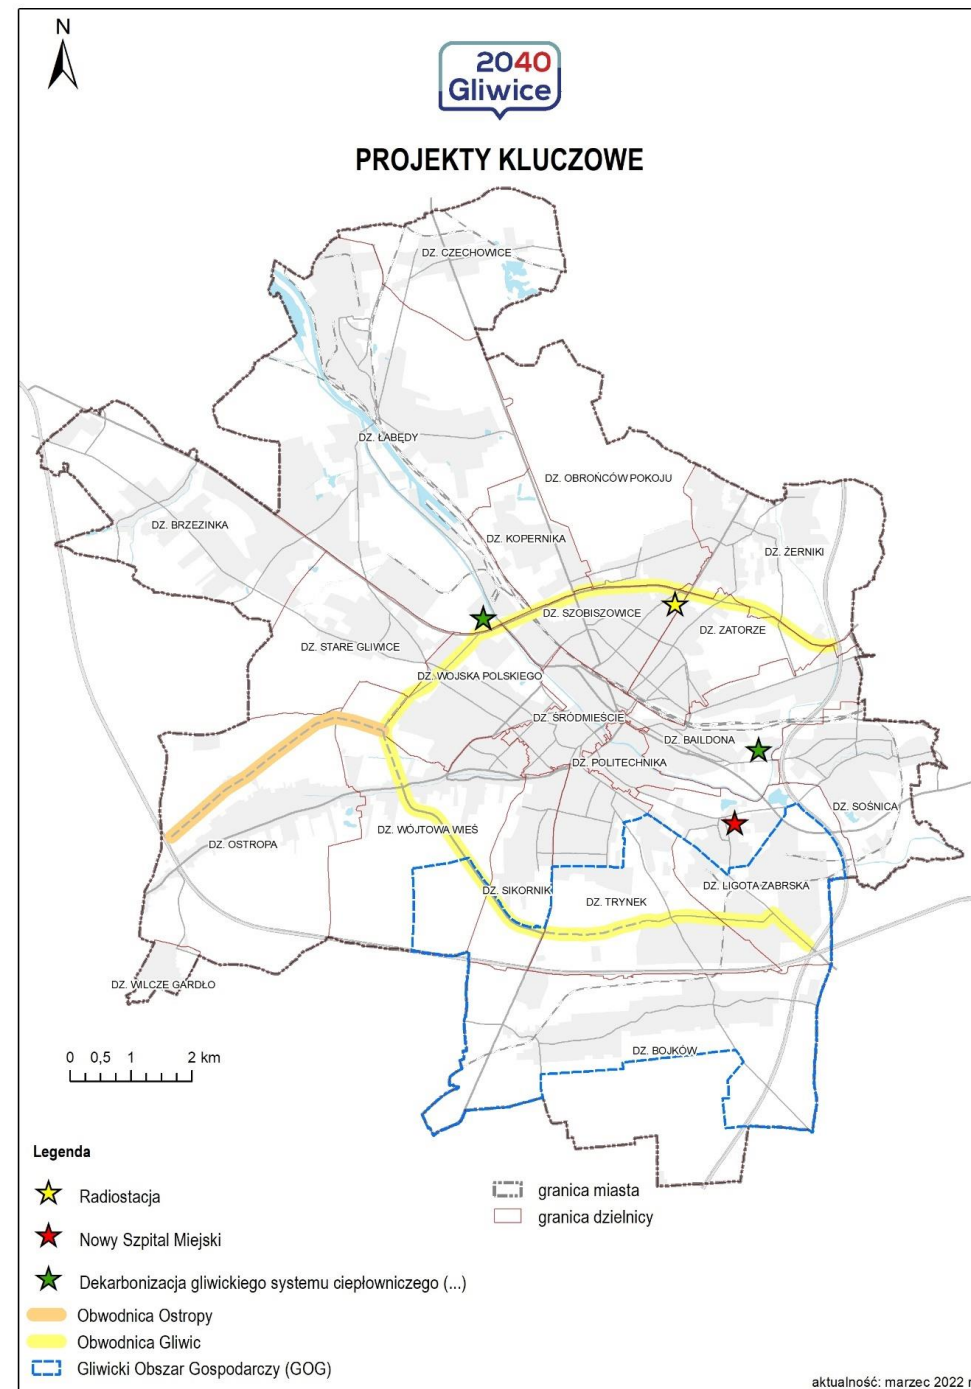 N
2040
Gliwice
PROJEKTY KLUCZOWE
DZ. CZECHOWICE
DZ. ŁABĘDY
DZ. OBROŃCÓW POKOJU
DZ. BRZEZINKA
DZ. KOPERNIKA
DZ. ŻERNIKI
DZ. SZOBISZOWICE
DZ. ZATORZE
DZ. STARE GLIWICE
DZ. WOJSKA POLSKIEGO
DZ. ŚRÓDMIEŚCIE
DZ. BAILDONA
DZ. POLITECHNIKA
DZ. SOŚNICA
DZ. WÓJTOWA WIEŚ
DZ. OSTROPA
DZ. SIKORNIK
DZ. LIGOTA ZABRSKA
DZ. TRYNEK
DZ. WILCZE GARDŁO
DZ. BOJKÓW
0 0,5 1 2 km
Legenda
Radiostacja
Nowy Szpital Miejski
Dekarbonizacja gliwickiego systemu ciepłowniczego (...)
Obwodnica Ostropy
Obwodnica Gliwic
Gliwicki Obszar Gospodarczy (GOG)
granica miasta
granica dzielnicy
aktualność: marzec 2022 r